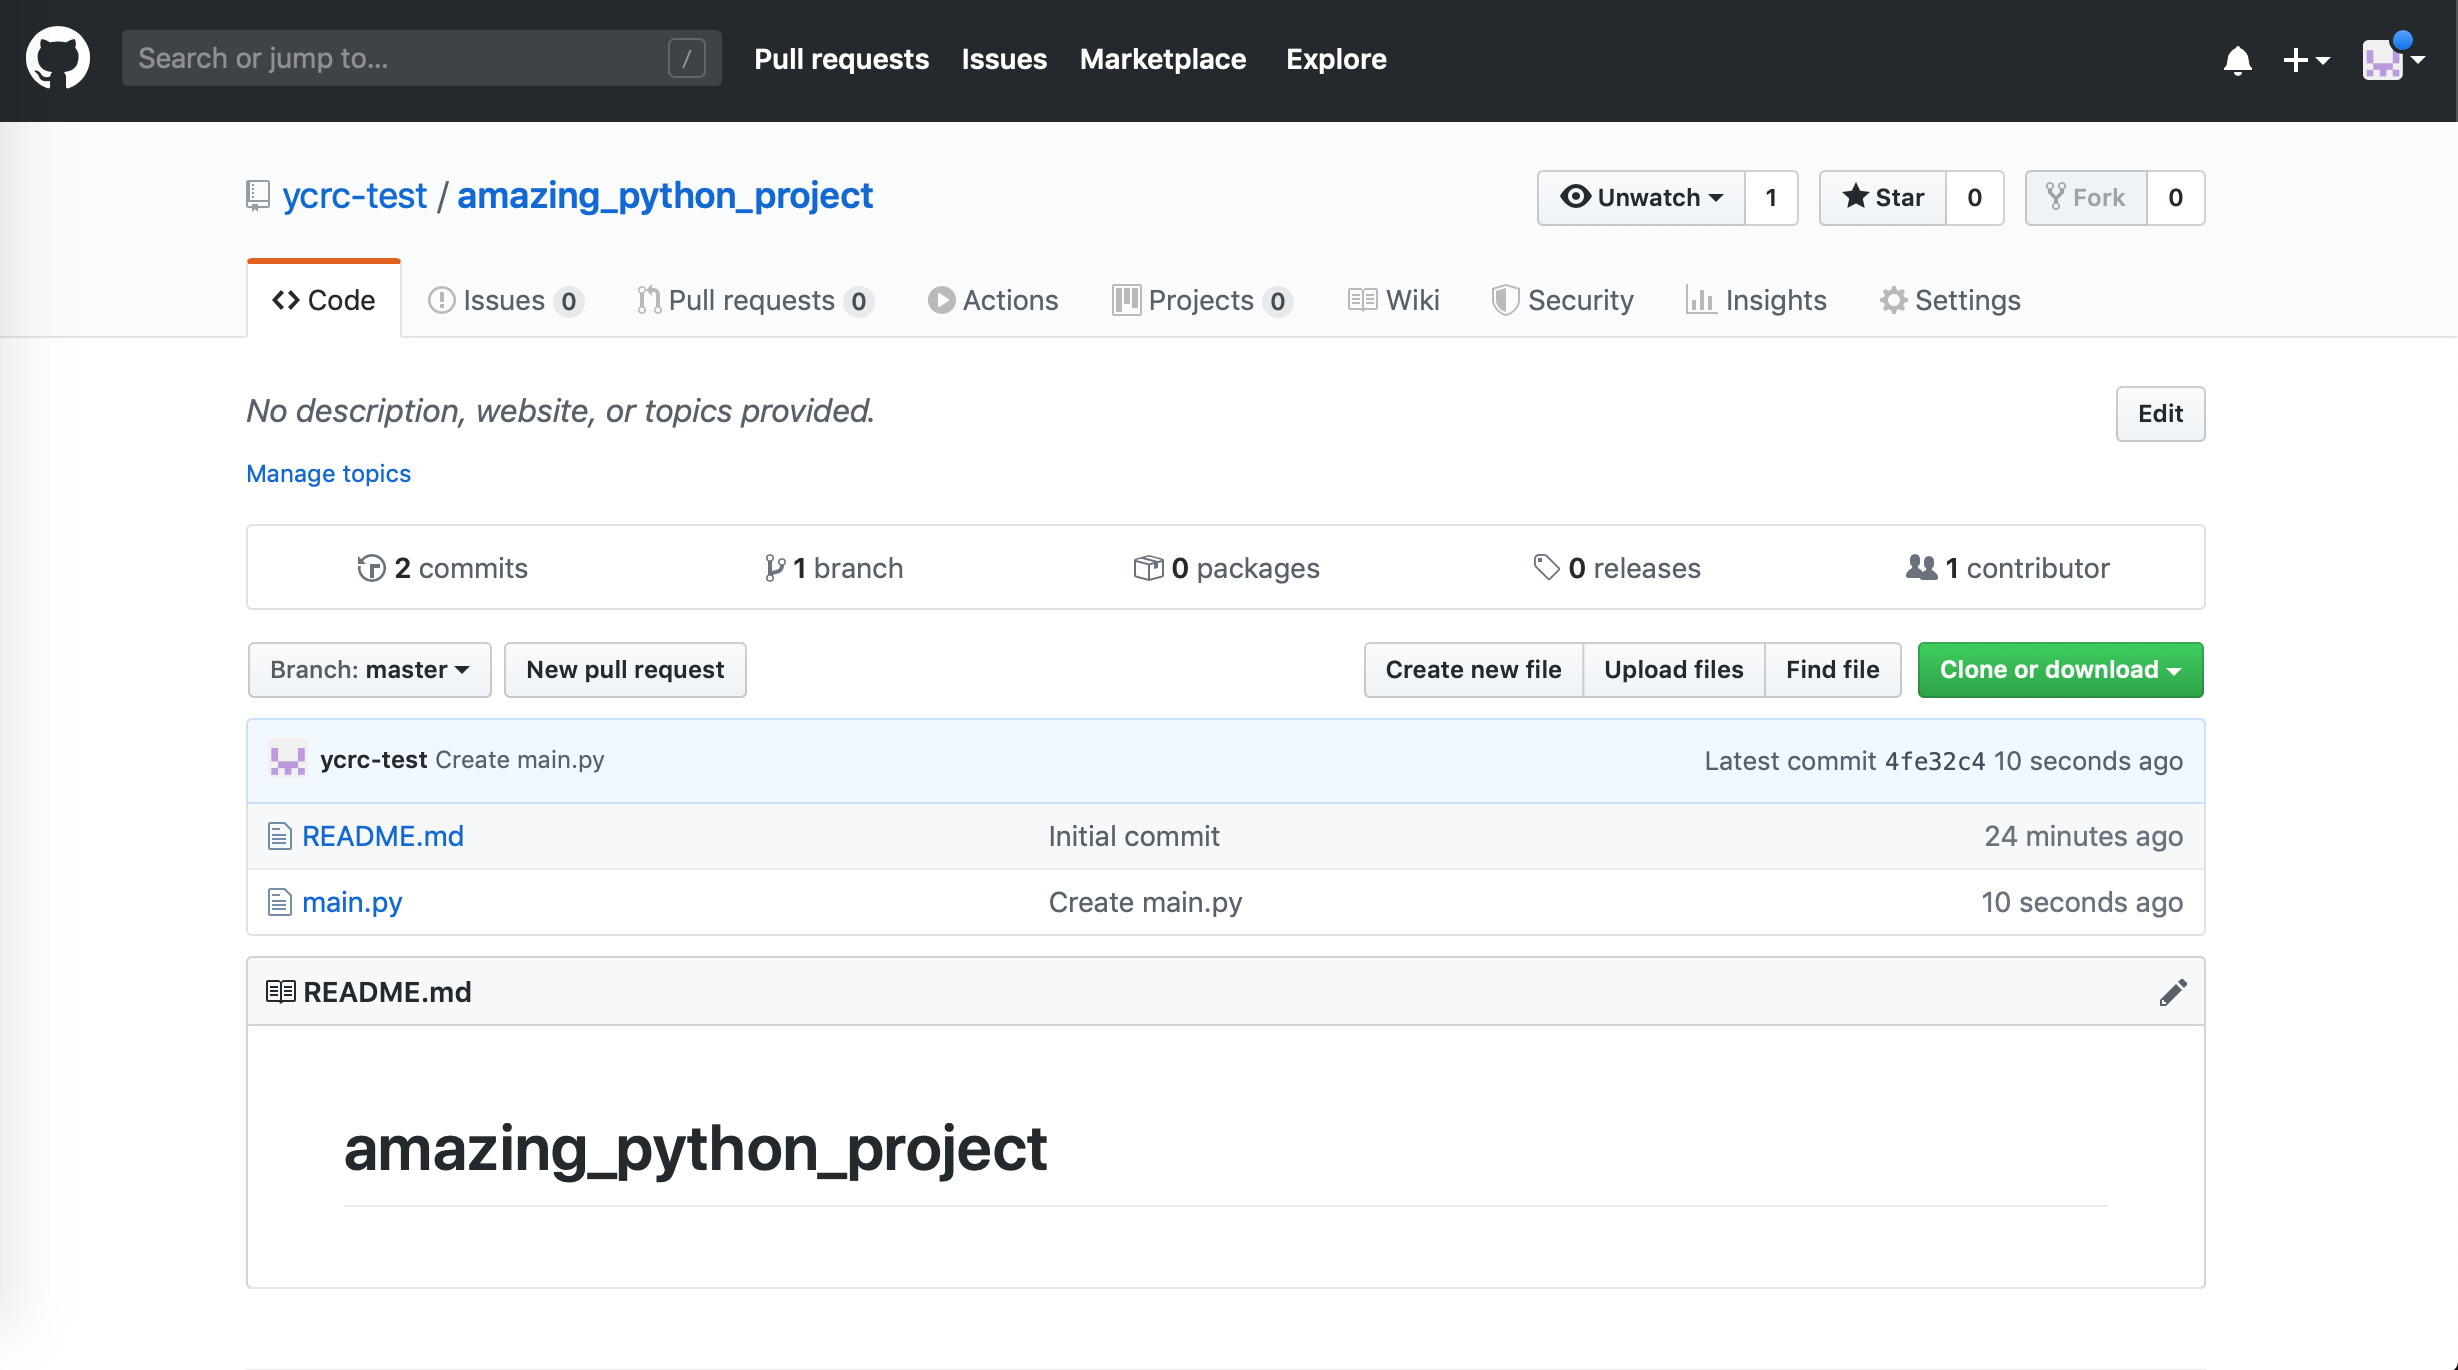 Search or jump to... / Pull requests Issues Marketplace Explore
ycrc-test / amazing_python_project Unwatch 1 Star 0 Fork 0
Code Issues 0 Pull requests 0 Actions Projects 0 Wiki Security Insights Settings
No description, website, or topics provided. Edit
Manage topics
2 commits 1 branch 0 packages 0 releases 1 contributor
Branch: master New pull request Create new file Upload files Find file Clone or download
ycrc-test Create main.py Latest commit 4fe32c4 10 seconds ago
README.md Initial commit 24 minutes ago
main.py Create main.py 10 seconds ago
README.md
amazing_python_project